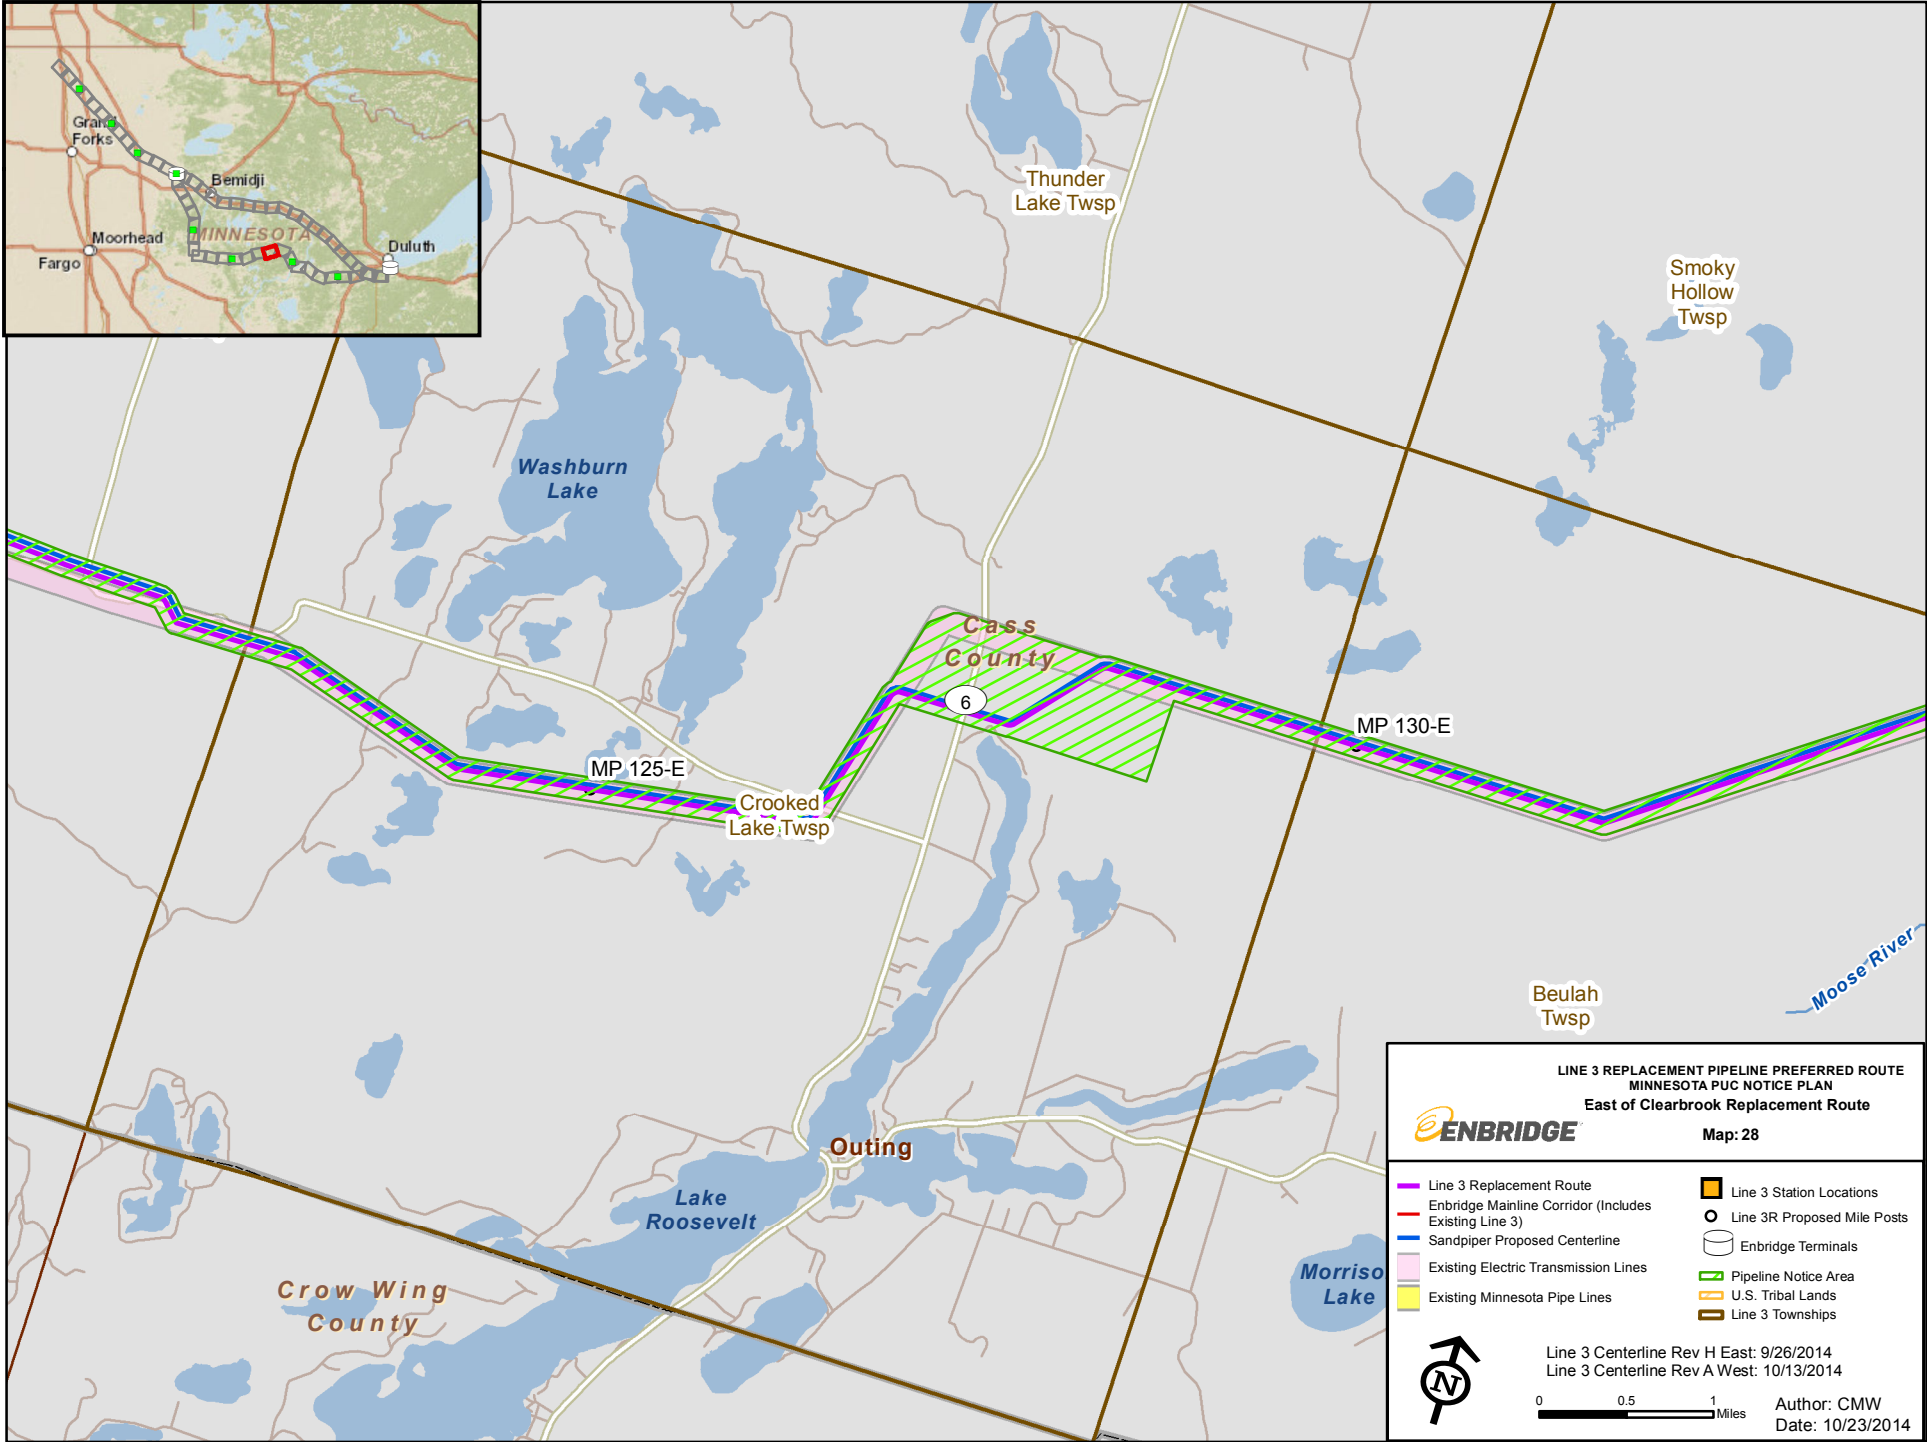 Grand
Forks
Bemidji
MINNESOTA
Moorhead
Fargo
Duluth
Thunder
Lake Twsp
Smoky
Hollow
Twsp
Washburn
Lake
Cass
County
6
MP 130-E
MP 125-E
Crooked
Lake Twsp
Moose River
Beulah
Twsp
Outing
Lake
Roosevelt
Crow Wing
County
Morriso
Lake
LINE 3 REPLACEMENT PIPELINE PREFERRED ROUTE
MINNESOTA PUC NOTICE PLAN
East of Clearbrook Replacement Route
ENBRIDGE
Map: 28
Line 3 Replacement Route
Enbridge Mainline Corridor (Includes
Existing Line 3)
Sandpiper Proposed Centerline
Existing Electric Transmission Lines
Existing Minnesota Pipe Lines
Line 3 Station Locations
Line 3R Proposed Mile Posts
Enbridge Terminals
Pipeline Notice Area
U.S. Tribal Lands
Line 3 Townships
N
Line 3 Centerline Rev H East: 9/26/2014
Line 3 Centerline Rev A West: 10/13/2014
0 0.5 1
Miles
Author: CMW
Date: 10/23/2014